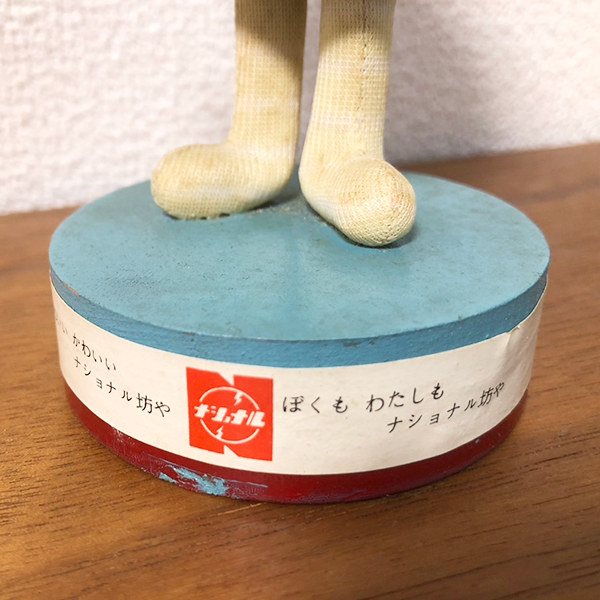 い かわいい
ナショナル坊や
ナショナル
ぼくも わたしも
ナショナル坊や